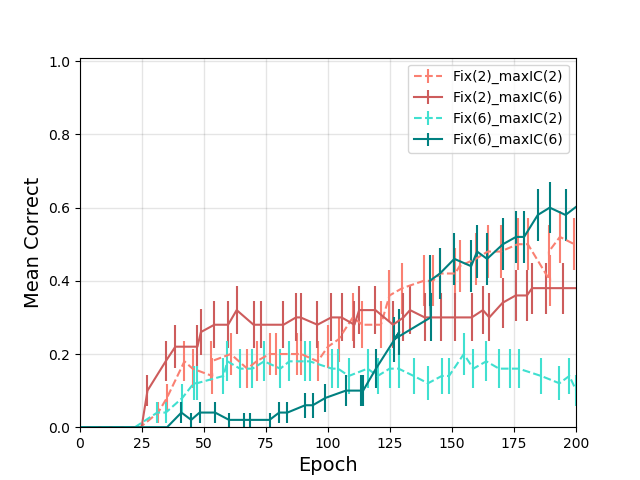 1.0
0.8
0.6
0.4
0.2
0.0
Mean Correct
Fix(2)_maxIC(2)
Fix(2)_maxIC(6)
Fix(6)_maxIC(2)
Fix(6)_maxIC(6)
0 25 50 75 100 125 150 175 200
Epoch